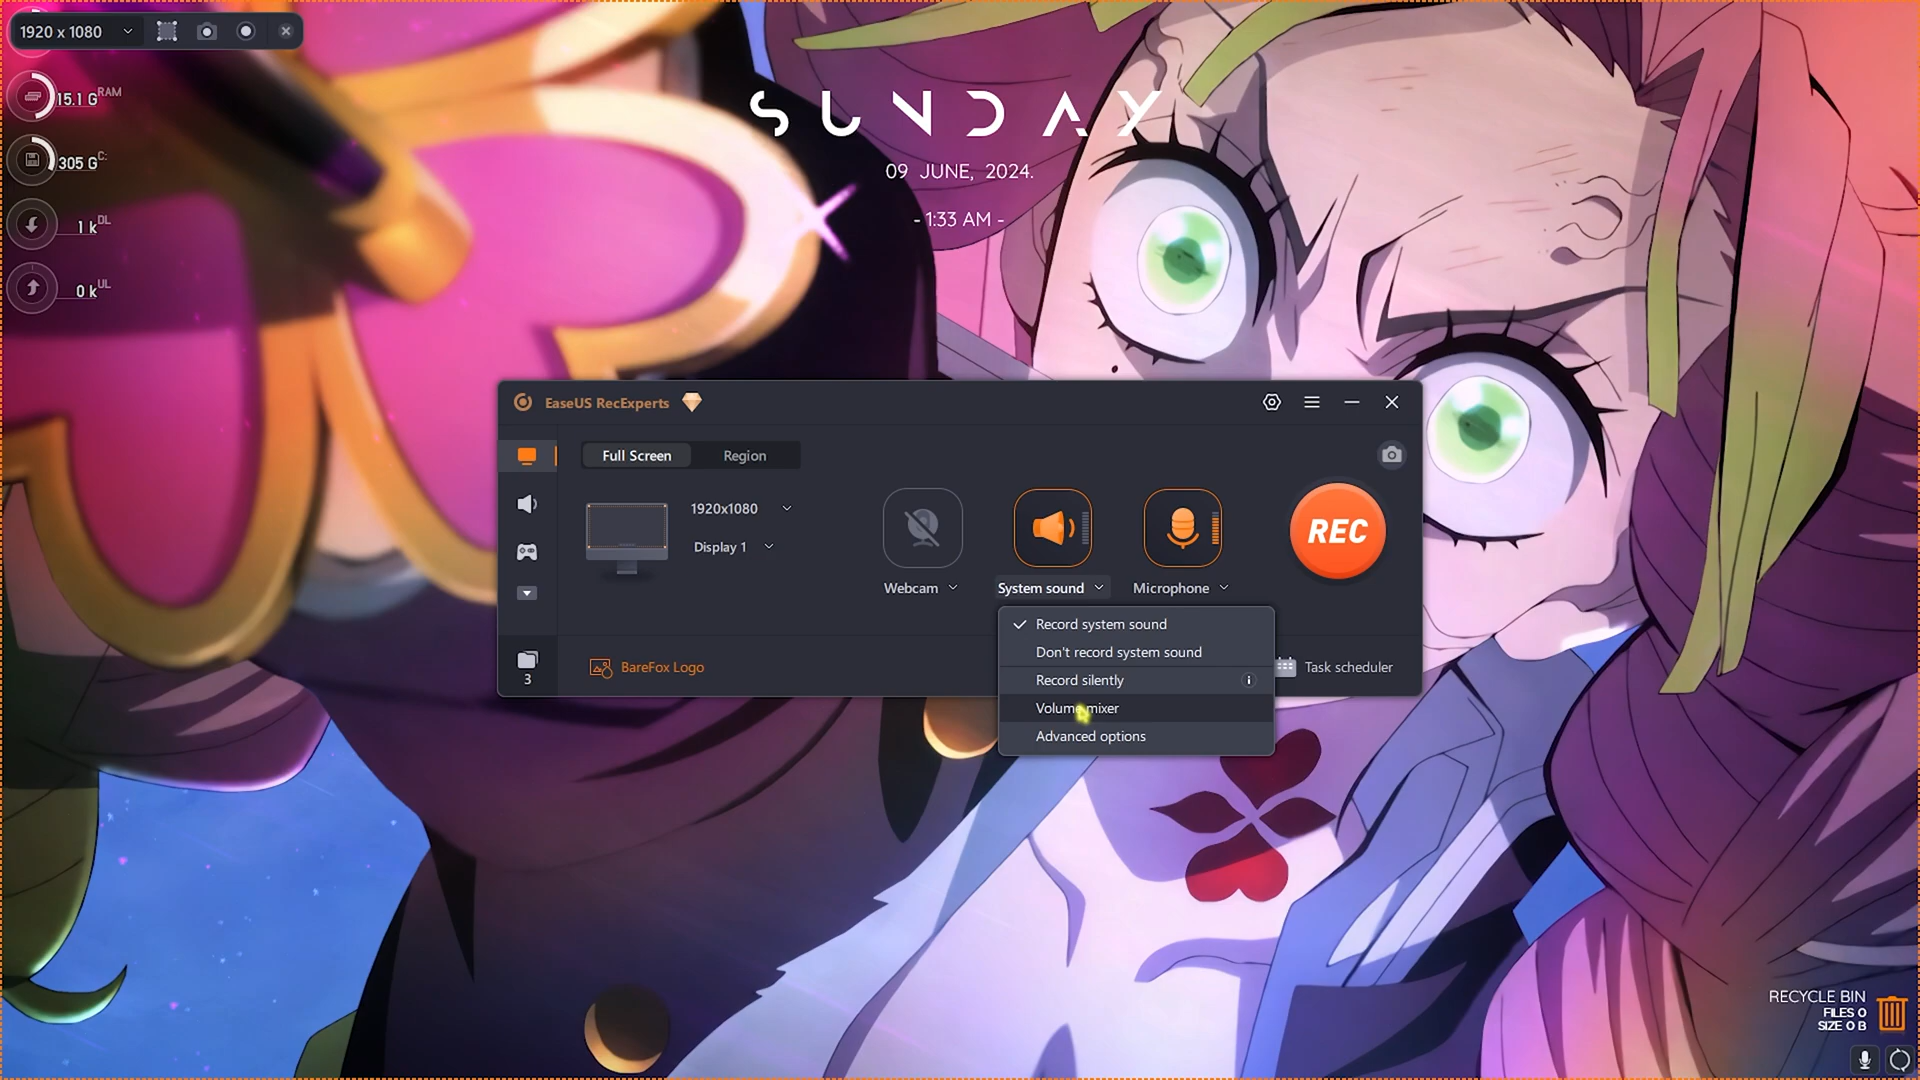 1920 x 1080
15.1 G RAM
305 G C:
1 k DL
0 k UL
SUNDAY
09 JUNE, 2024.
- 1:33 AM -
EaseUS RecExperts
Full Screen Region
1920x1080
Display 1
REC
Webcam System sound Microphone
Record system sound
Don't record system sound
Record silently
Volume mixer
Advanced options
3
BareFox Logo
Task scheduler
RECYCLE BIN
FILES 0
SIZE 0 B